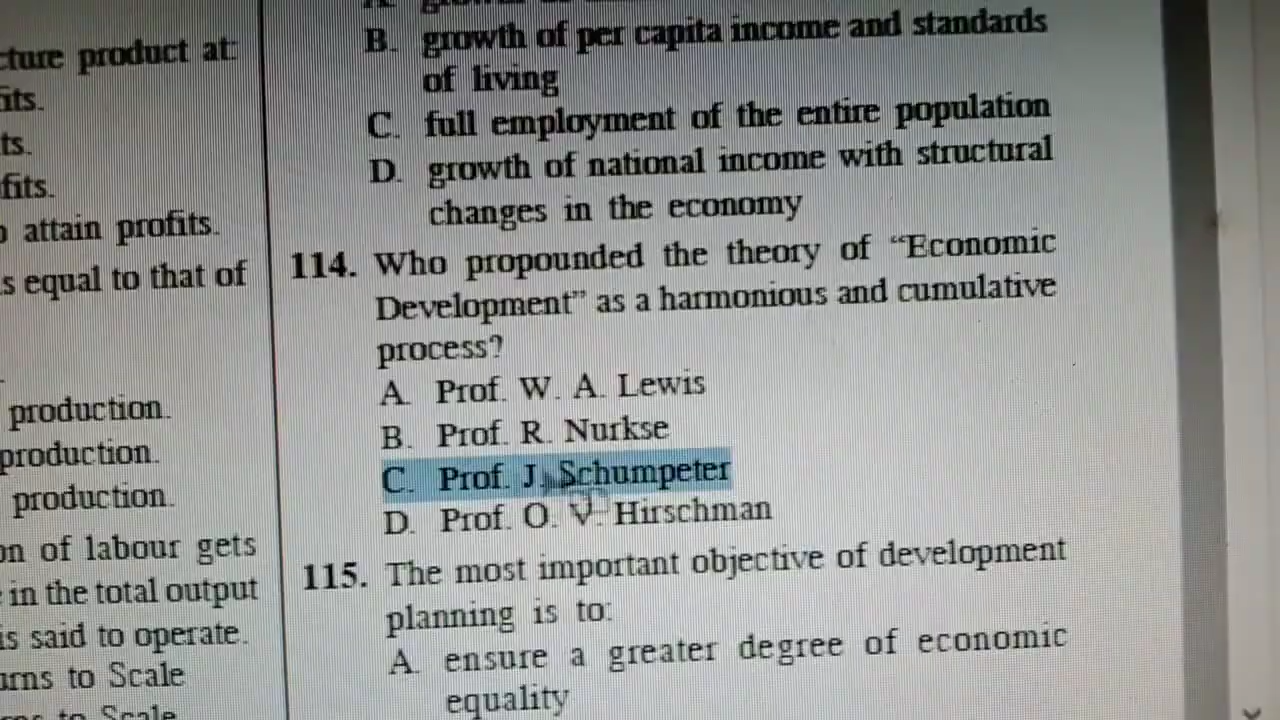 cture product at:
fits.
ts.
fits.
attain profits.
s equal to that of
production.
production.
production.
on of labour gets
in the total output
is said to operate.
urns to Scale
to Scale
B. growth of per capita income and standards
of living
C. full employment of the entire population
D. growth of national income with structural
changes in the economy
114. Who propounded the theory of “Economic
Development” as a harmonious and cumulative
process?
A. Prof. W. A. Lewis
B. Prof. R. Nurkse
C. Prof. J. Schumpeter
D. Prof. O. V. Hirschman
115. The most important objective of development
planning is to:
A. ensure a greater degree of economic
equality